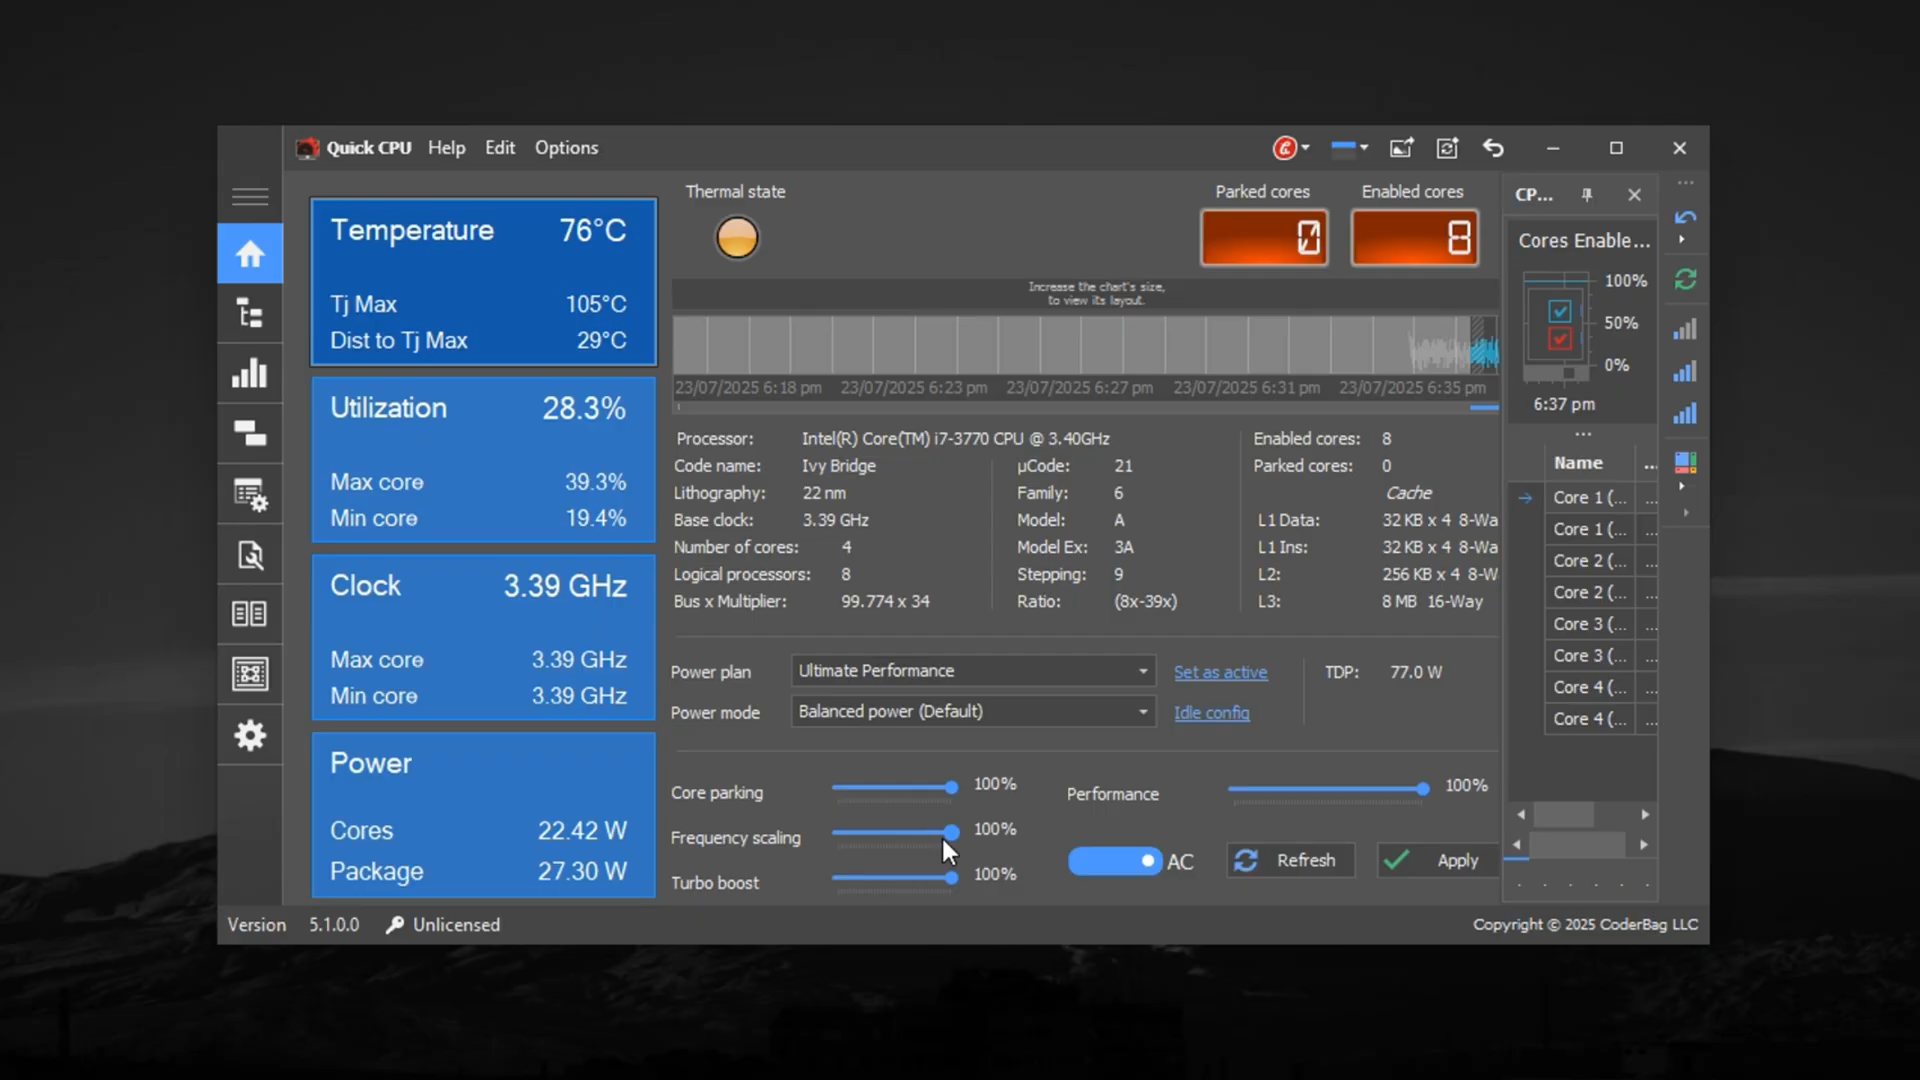 Quick CPU Help Edit Options
Temperature 76°C
Tj Max 105°C
Dist to Tj Max 29°C
Utilization 28.3%
Max core 39.3%
Min core 19.4%
Clock 3.39 GHz
Max core 3.39 GHz
Min core 3.39 GHz
Power
Cores 22.42 W
Package 27.30 W
Thermal state
Parked cores Enabled cores
0 8
Increase the chart's size,
to view its layout.
23/07/2025 6:18 pm 23/07/2025 6:23 pm 23/07/2025 6:27 pm 23/07/2025 6:31 pm 23/07/2025 6:35 pm
Processor: Intel(R) Core(TM) i7-3770 CPU @ 3.40GHz
Code name: Ivy Bridge
Lithography: 22 nm
Base clock: 3.39 GHz
Number of cores: 4
Logical processors: 8
Bus x Multiplier: 99.774 x 34
µCode: 21
Family: 6
Model: A
Model Ex: 3A
Stepping: 9
Ratio: (8x-39x)
Enabled cores: 8
Parked cores: 0
Cache
L1 Data: 32 KB x 4 8-Wa
L1 Ins: 32 KB x 4 8-Wa
L2: 256 KB x 4 8-W
L3: 8 MB 16-Way
Power plan Ultimate Performance Set as active TDP: 77.0 W
Power mode Balanced power (Default) Idle config
Core parking 100%
Frequency scaling 100%
Turbo boost 100%
Performance 100%
AC Refresh Apply
CP...
Cores Enable...
100%
50%
0%
6:37 pm
...
Name ...
Core 1 (... ...
Core 1 (... ...
Core 2 (... ...
Core 2 (... ...
Core 3 (... ...
Core 3 (... ...
Core 4 (... ...
Core 4 (... ...
Version 5.1.0.0 Unlicensed
Copyright © 2025 CoderBag LLC